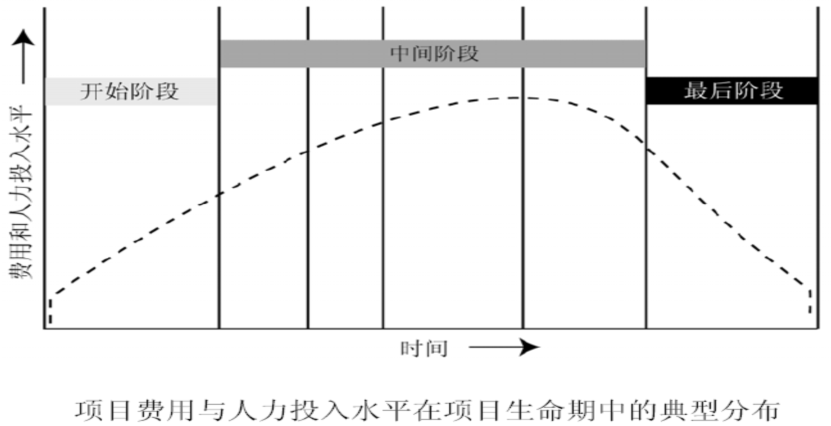 中间阶段
开始阶段
最后阶段
费用和人力投入水平
时间
项目费用与人力投入水平在项目生命期中的典型分布